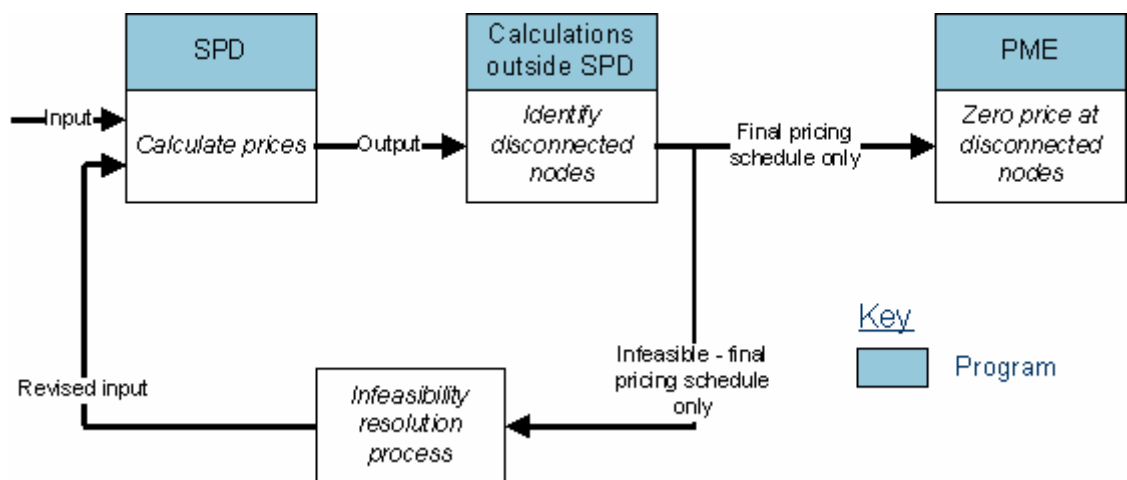 SPD
Calculations
outside SPD
PME
Input
Calculate prices
Output
Identify
disconnected
nodes
Final pricing
schedule only
Zero price at
disconnected
nodes
Key
Program
Infeasible - final
pricing schedule
only
Revised input
Infeasibility
resolution
process